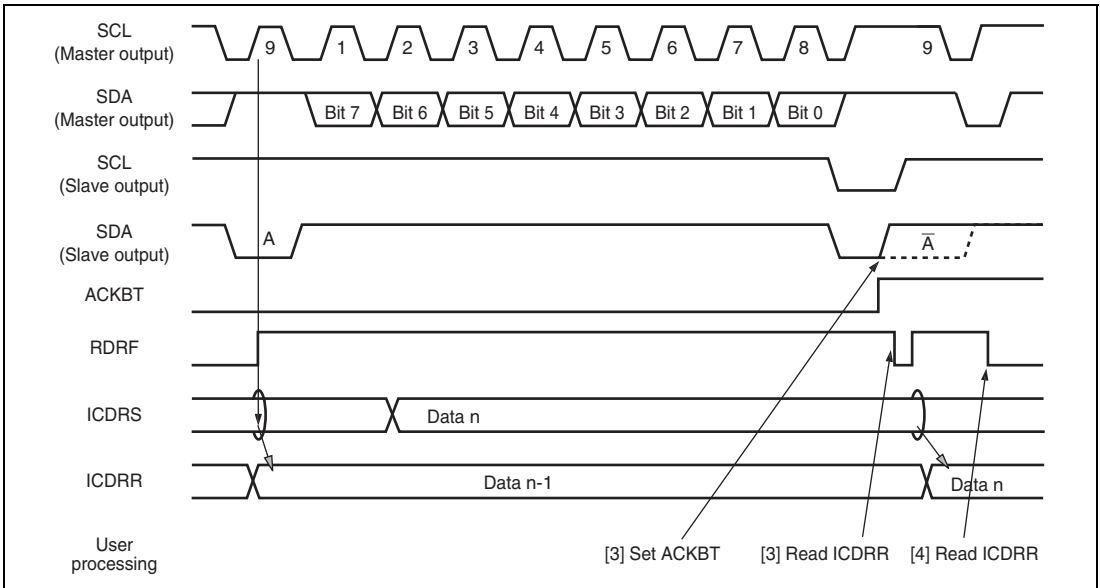 SCL
(Master output)
9 1 2 3 4 5 6 7 8 9
SDA
(Master output)
Bit 7 Bit 6 Bit 5 Bit 4 Bit 3 Bit 2 Bit 1 Bit 0
SCL
(Slave output)
SDA
(Slave output)
A A̅
ACKBT
RDRF
ICDRS
Data n
ICDRR
Data n-1 Data n
User
processing
[3] Set ACKBT [3] Read ICDRR [4] Read ICDRR